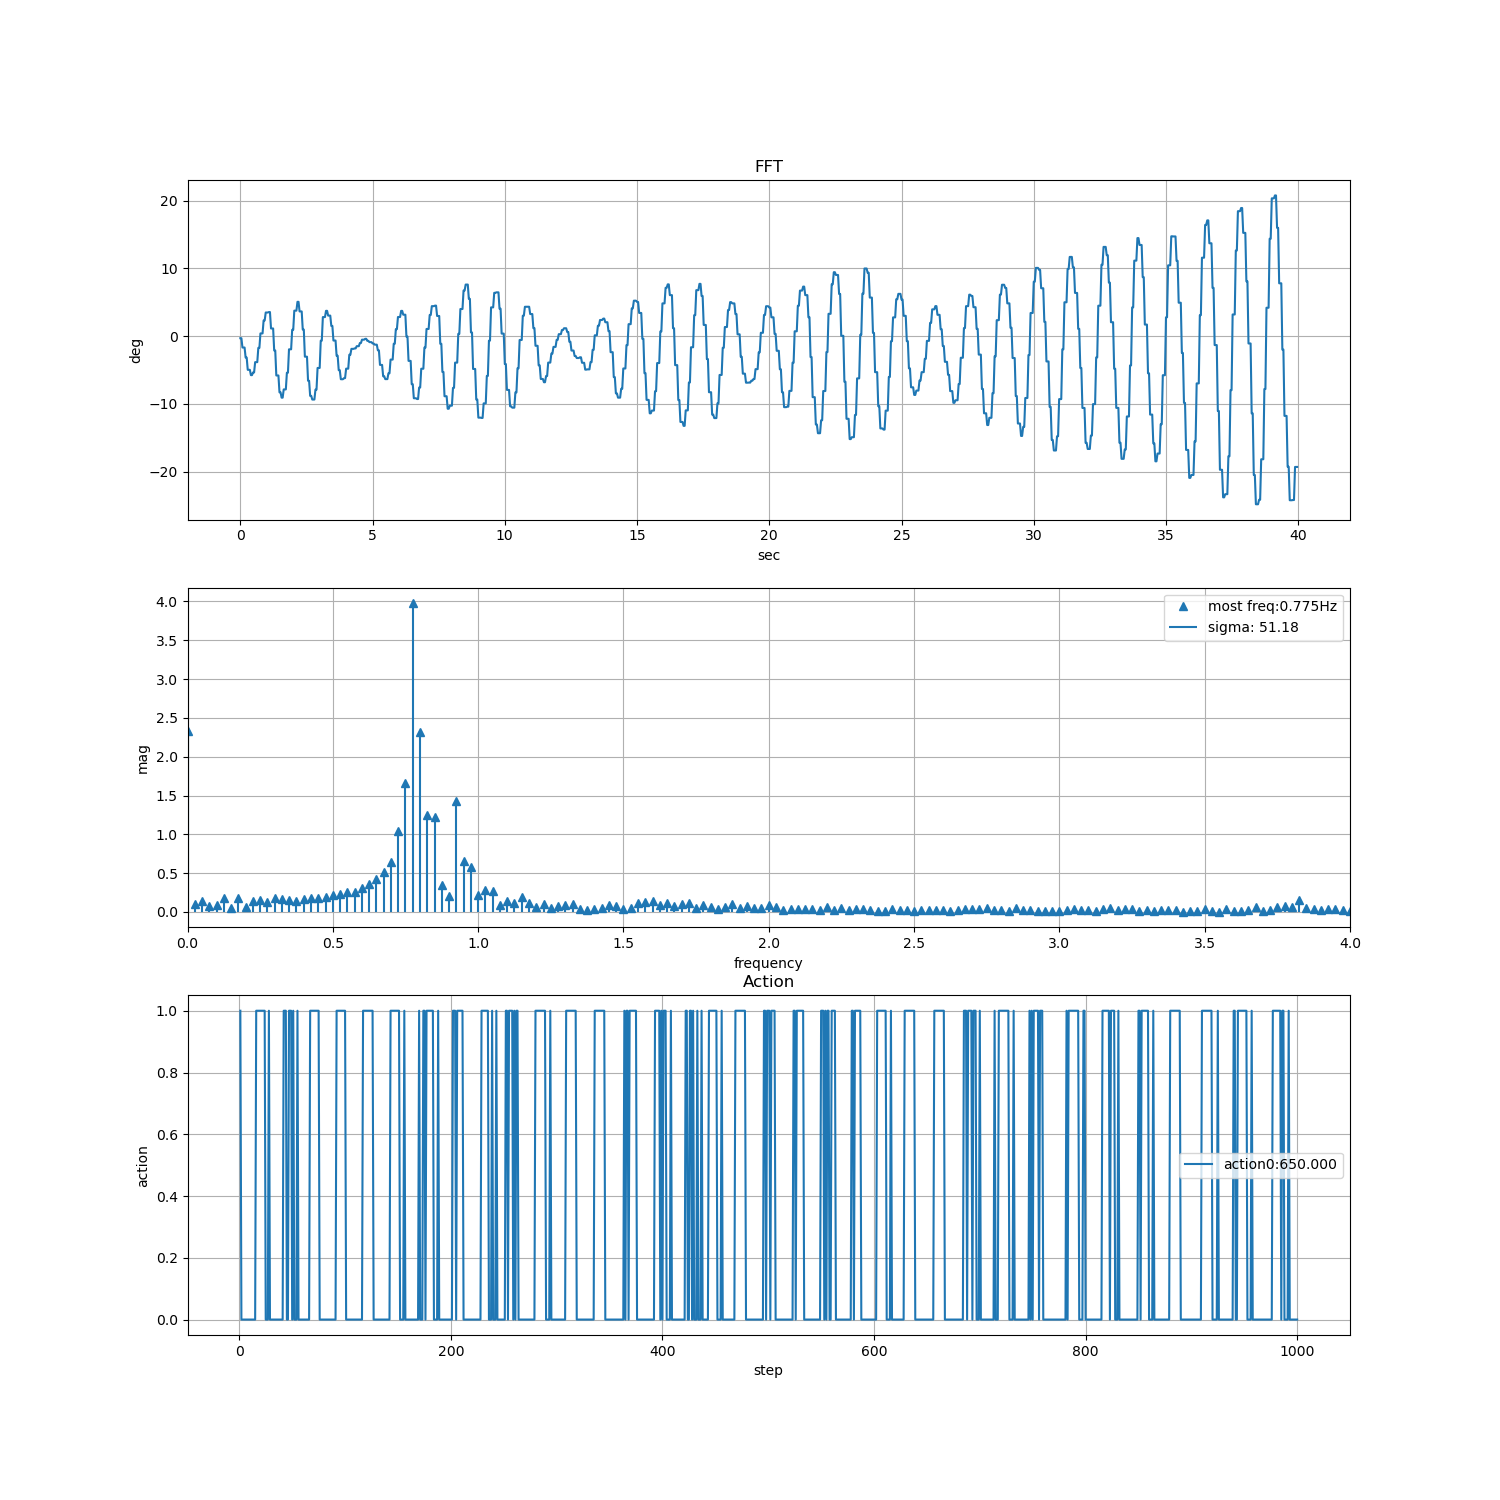 FFT
20
10
0
−10
−20
deg
0 5 10 15 20 25 30 35 40
sec
4.0
3.5
3.0
2.5
2.0
1.5
1.0
0.5
0.0
mag
most freq:0.775Hz
sigma: 51.18
0.0 0.5 1.0 1.5 2.0 2.5 3.0 3.5 4.0
frequency
Action
1.0
0.8
0.6
0.4
0.2
0.0
action
action0:650.000
0 200 400 600 800 1000
step